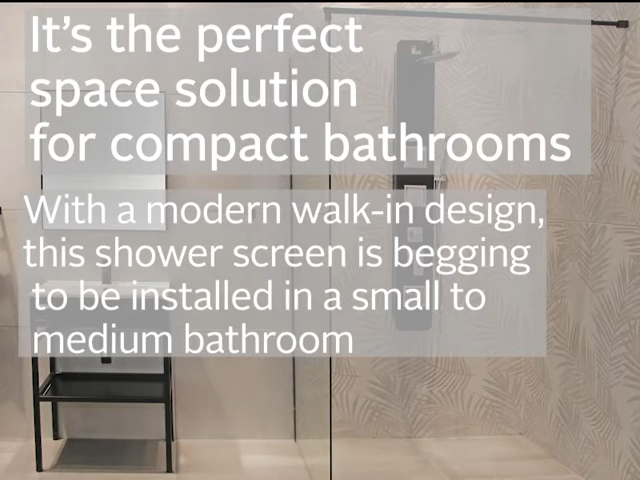 It's the perfect
space solution
for compact bathrooms
With a modern walk-in design,
this shower screen is begging
to be installed in a small to
medium bathroom